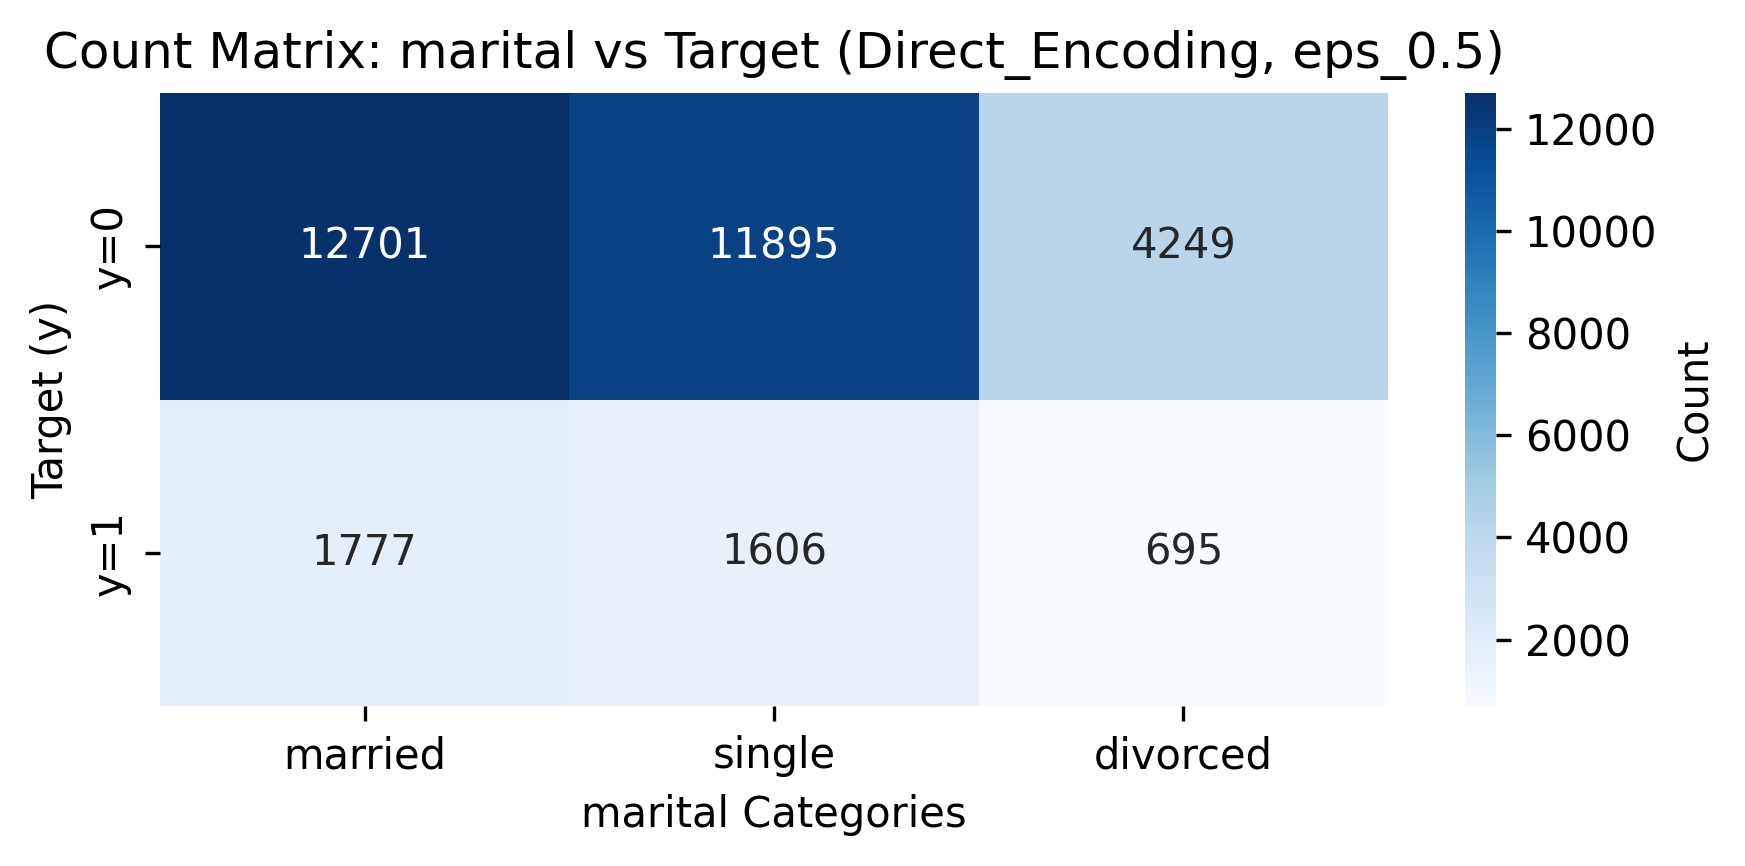 Count Matrix: marital vs Target (Direct_Encoding, eps_0.5)
Target (y)
y=0
12701 11895 4249
y=1
1777 1606 695
married single divorced
marital Categories
12000
10000
8000
6000
4000
2000
Count